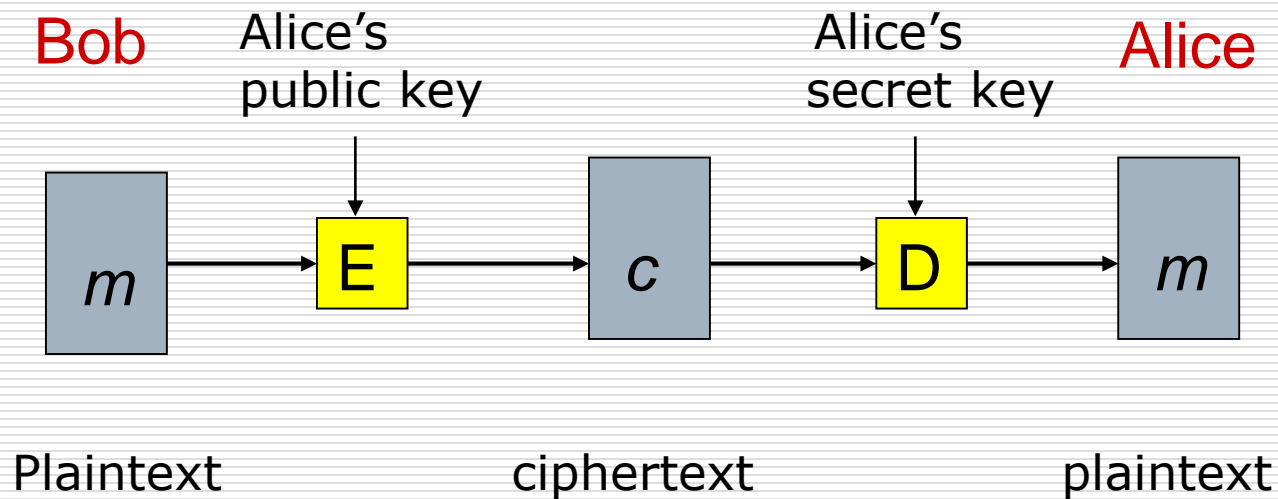 Bob
Alice’s
public key
Alice’s
secret key
Alice
m
E
c
D
m
Plaintext
ciphertext
plaintext